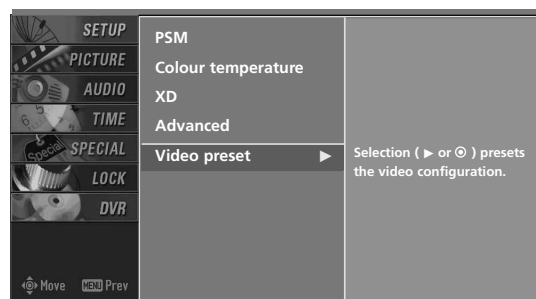 SETUP
PICTURE
AUDIO
TIME
SPECIAL
LOCK
DVR
Move MENU Prev
PSM
Colour temperature
XD
Advanced
Video preset ▶
Selection ( ▶ or ⊙ ) presets
the video configuration.